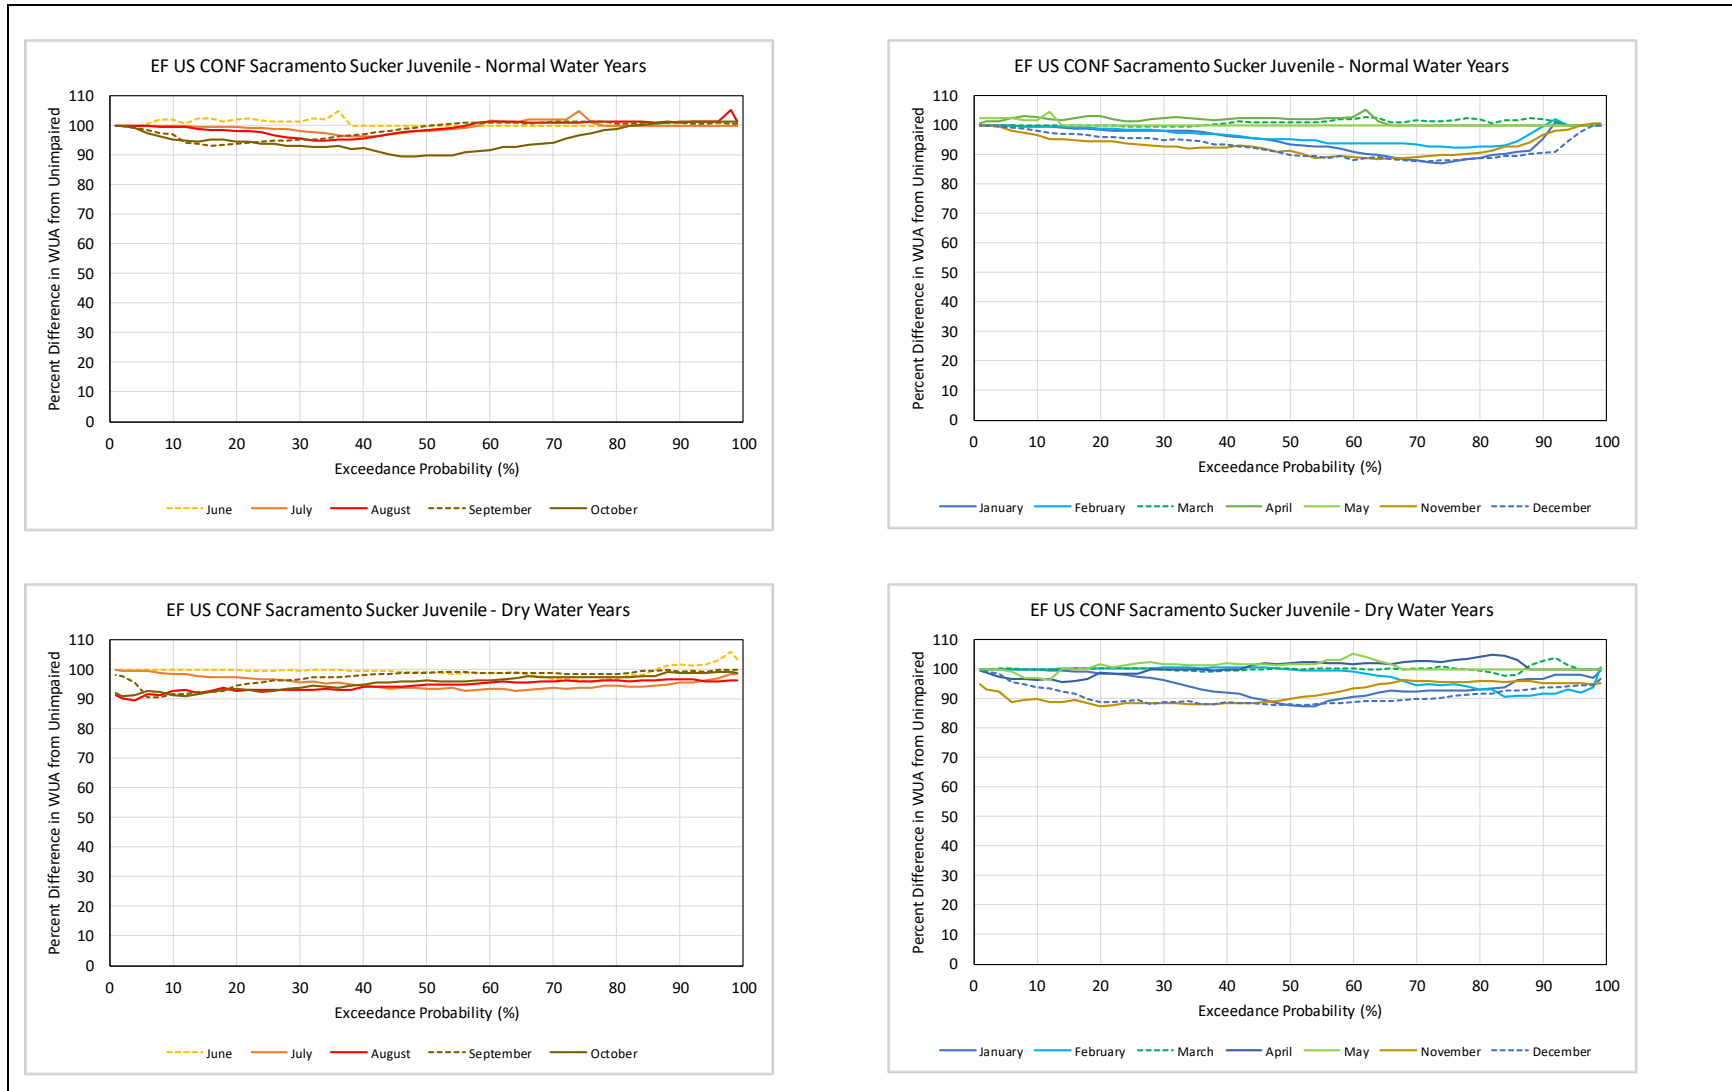 EF US CONF Sacramento Sucker Juvenile - Normal Water Years
Percent Difference in WUA from Unimpaired
110
100
90
80
70
60
50
40
30
20
10
0
0 10 20 30 40 50 60 70 80 90 100
Exceedance Probability (%)
June July August September October
EF US CONF Sacramento Sucker Juvenile - Normal Water Years
Percent Difference in WUA from Unimpaired
110
100
90
80
70
60
50
40
30
20
10
0
0 10 20 30 40 50 60 70 80 90 100
Exceedance Probability (%)
January February March April May November December
EF US CONF Sacramento Sucker Juvenile - Dry Water Years
Percent Difference in WUA from Unimpaired
110
100
90
80
70
60
50
40
30
20
10
0
0 10 20 30 40 50 60 70 80 90 100
Exceedance Probability (%)
June July August September October
EF US CONF Sacramento Sucker Juvenile - Dry Water Years
Percent Difference in WUA from Unimpaired
110
100
90
80
70
60
50
40
30
20
10
0
0 10 20 30 40 50 60 70 80 90 100
Exceedance Probability (%)
January February March April May November December